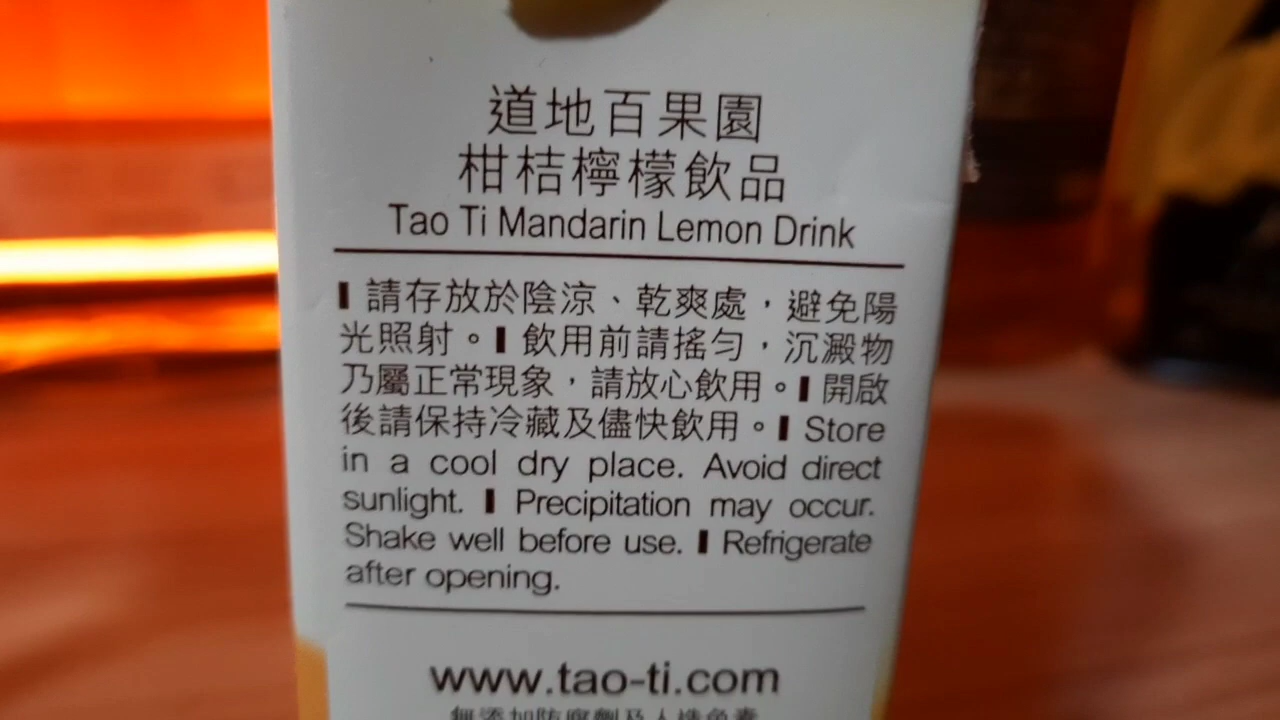 道地百果園
柑桔檸檬飲品
Tao Ti Mandarin Lemon Drink
▌請存放於陰涼、乾爽處，避免陽
光照射。▌飲用前請搖勻，沉澱物
乃屬正常現象，請放心飲用。▌開啟
後請保持冷藏及儘快飲用。▌Store
in a cool dry place. Avoid direct
sunlight. ▌Precipitation may occur.
Shake well before use. ▌Refrigerate
after opening.
www.tao-ti.com
無添加防腐劑及人造色素